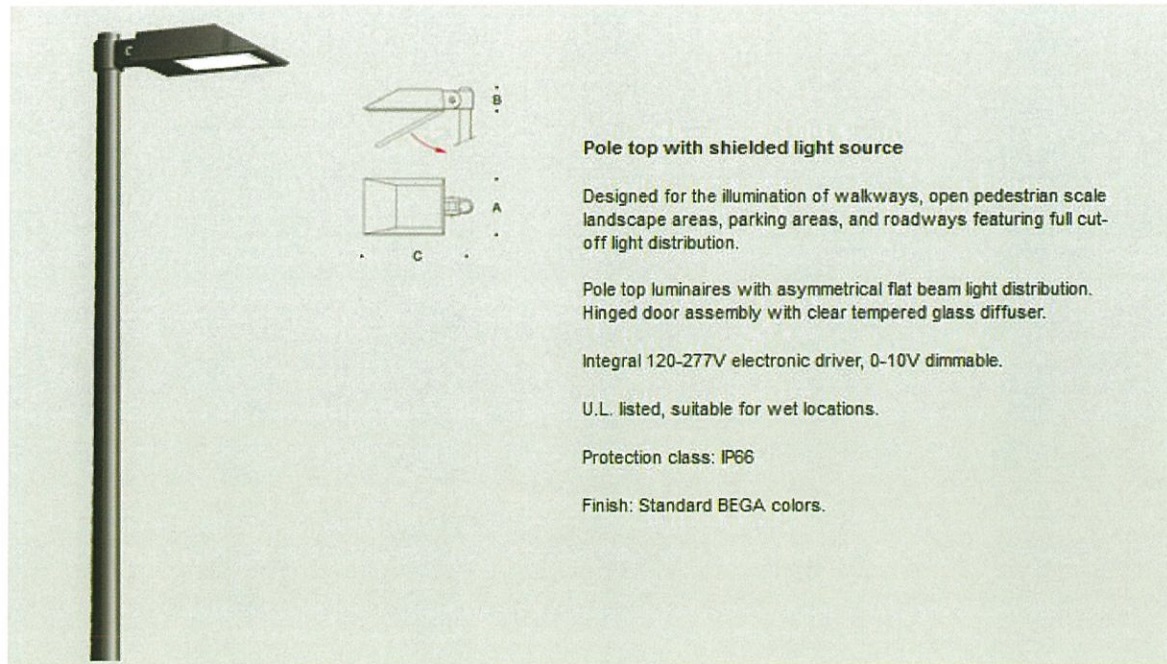 B
A
C
Pole top with shielded light source
Designed for the illumination of walkways, open pedestrian scale
landscape areas, parking areas, and roadways featuring full cut-
off light distribution.
Pole top luminaires with asymmetrical flat beam light distribution.
Hinged door assembly with clear tempered glass diffuser.
Integral 120-277V electronic driver, 0-10V dimmable.
U.L. listed, suitable for wet locations.
Protection class: IP66
Finish: Standard BEGA colors.